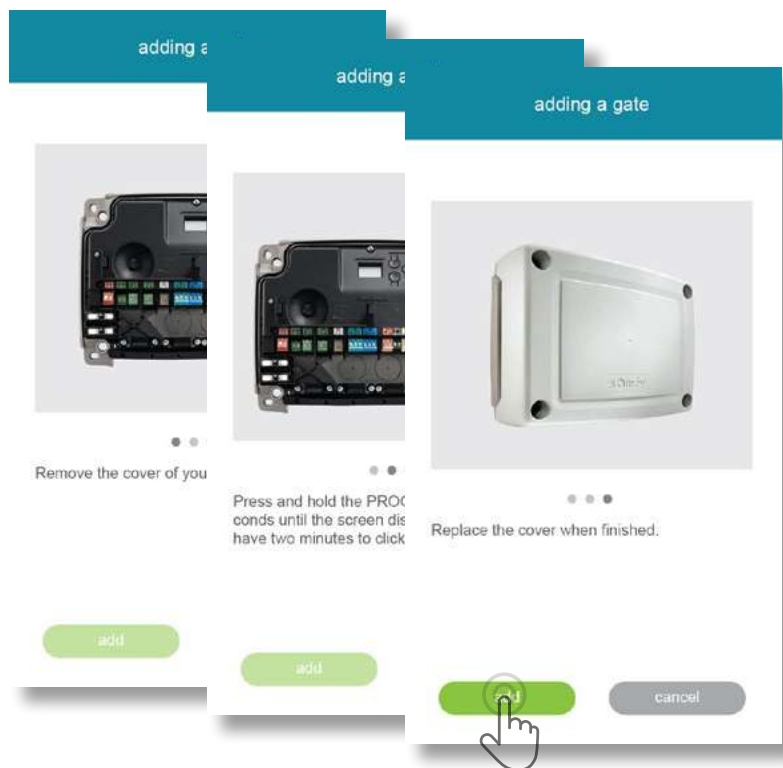 adding a
Remove the cover of you
add
adding a
Press and hold the PROG
conds until the screen dis
have two minutes to click
add
adding a gate
Replace the cover when finished.
add
cancel